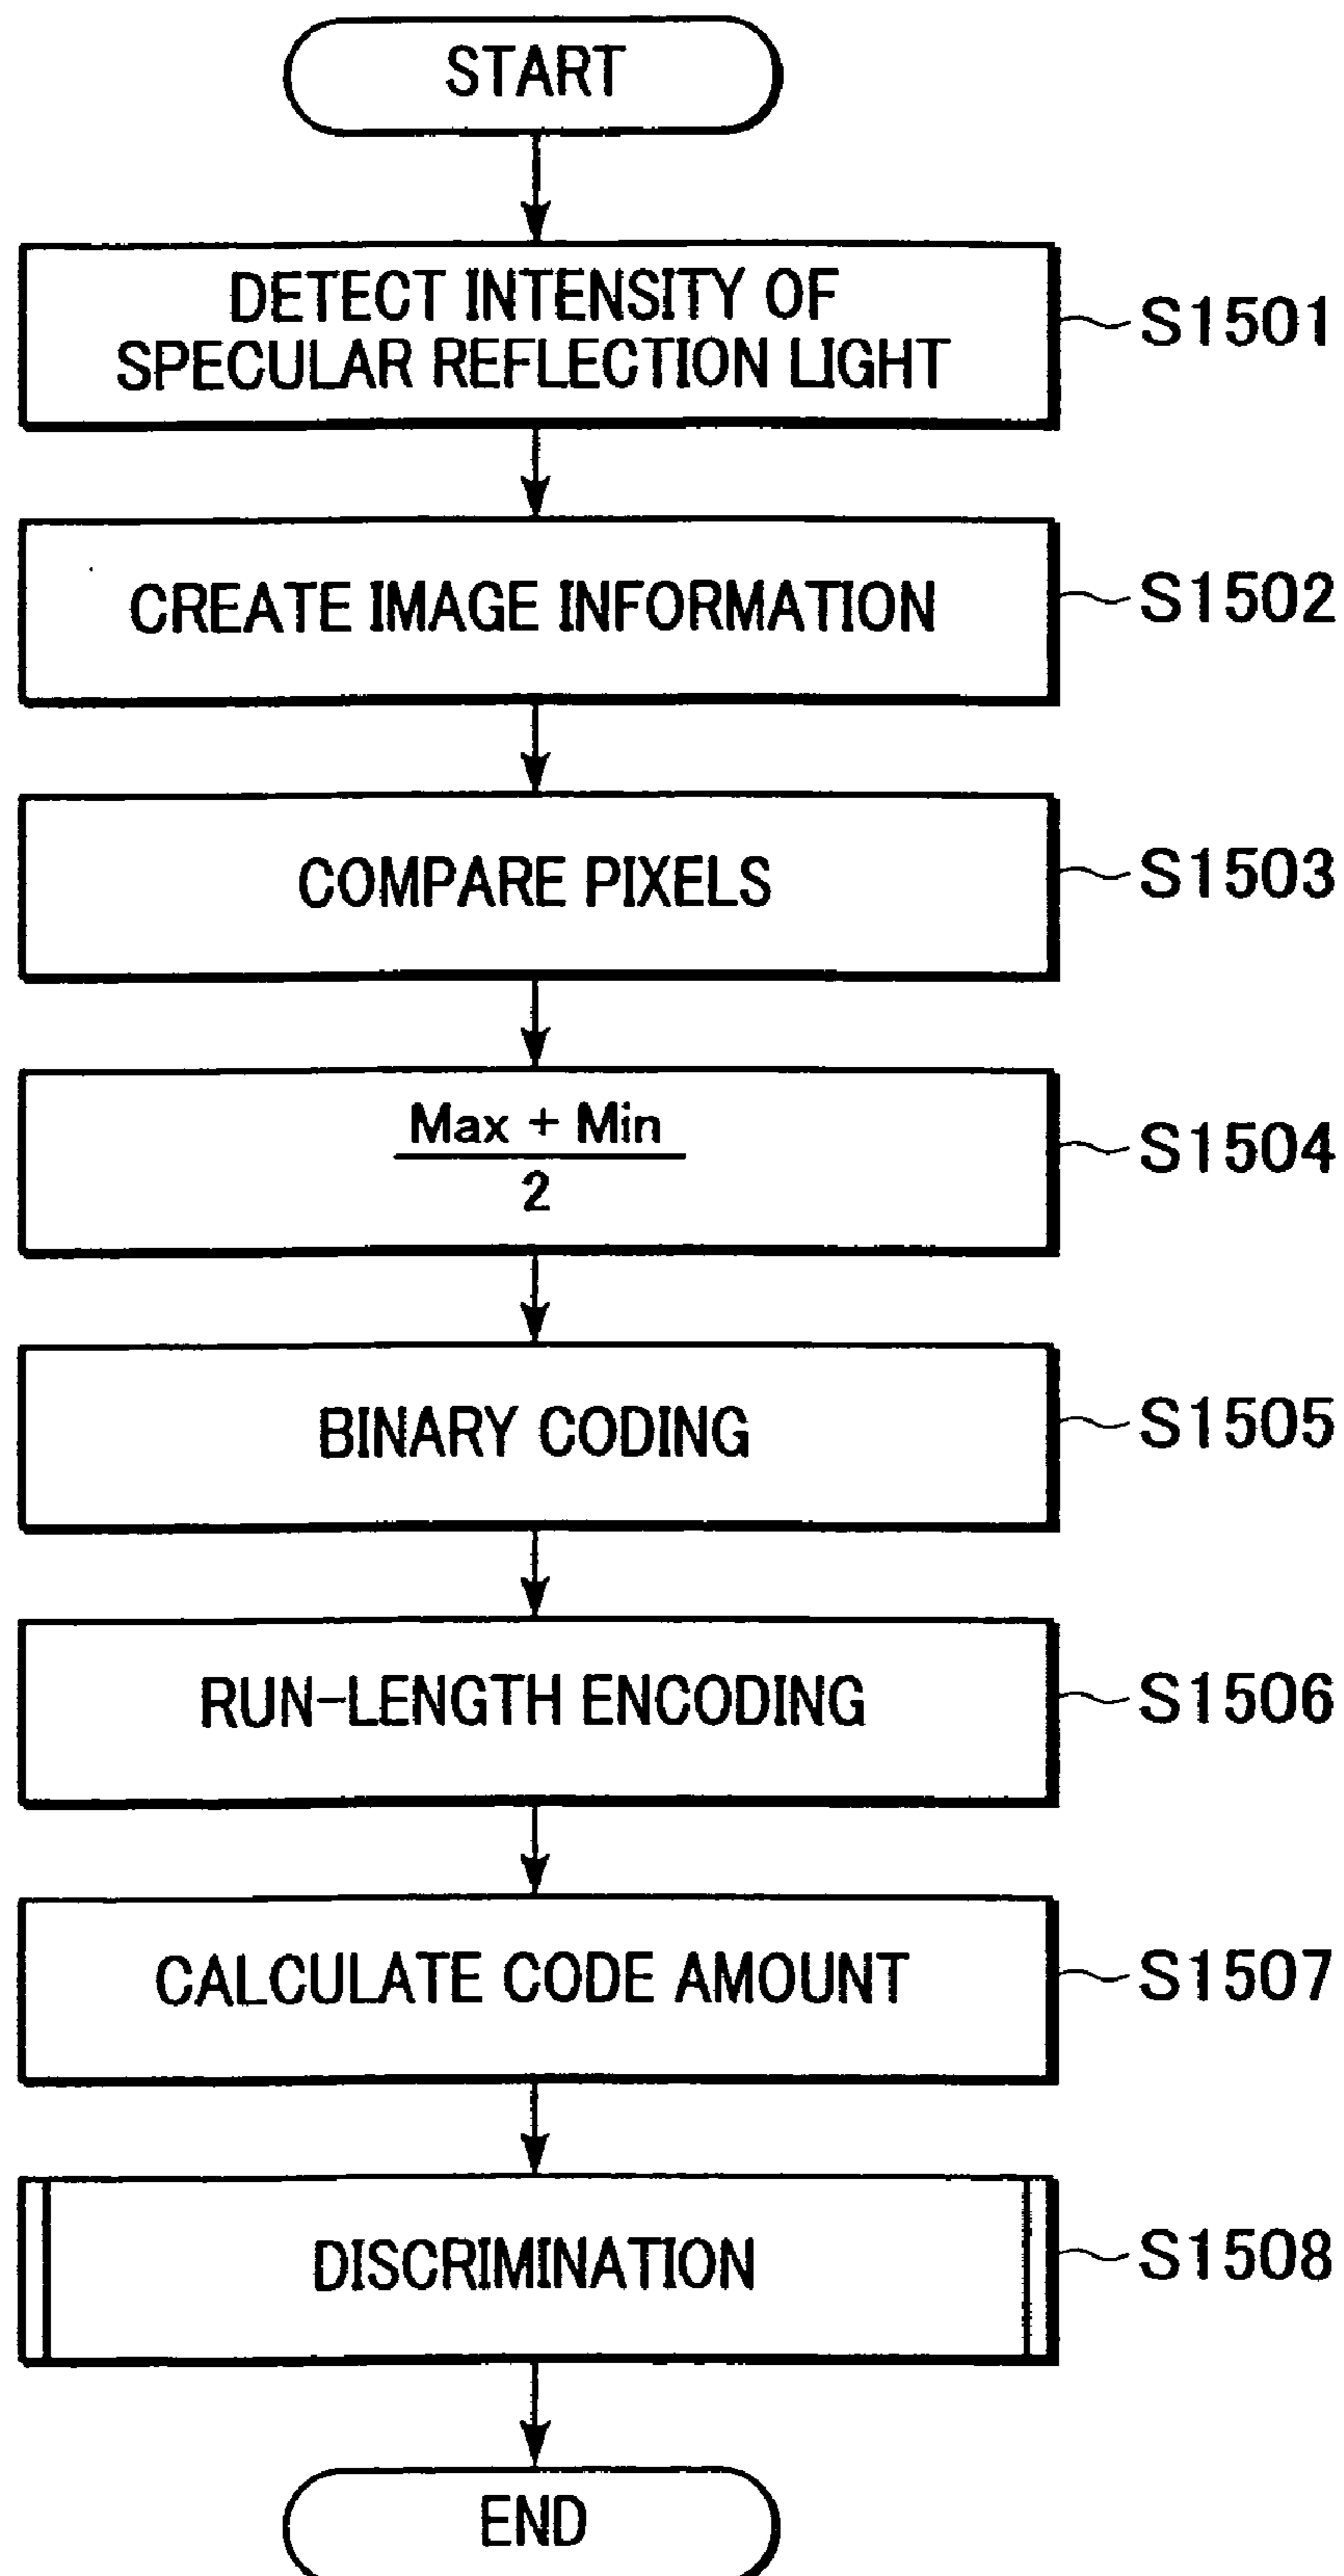 START
DETECT INTENSITY OF
SPECULAR REFLECTION LIGHT
S1501
CREATE IMAGE INFORMATION
S1502
COMPARE PIXELS
S1503
Max + Min
2
S1504
BINARY CODING
S1505
RUN-LENGTH ENCODING
S1506
CALCULATE CODE AMOUNT
S1507
DISCRIMINATION
S1508
END